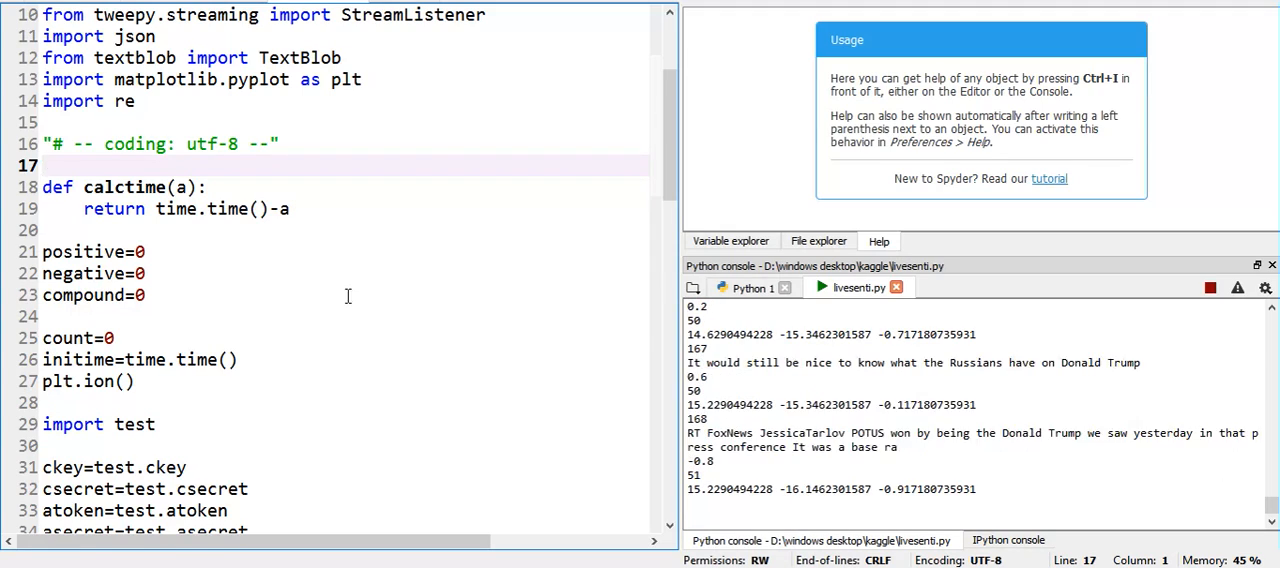 10 from tweepy.streaming import StreamListener
11 import json
12 from textblob import TextBlob
13 import matplotlib.pyplot as plt
14 import re
15
16 "# -- coding: utf-8 --"
17
18 def calctime(a):
19     return time.time()-a
20
21 positive=0
22 negative=0
23 compound=0
24
25 count=0
26 initime=time.time()
27 plt.ion()
28
29 import test
30
31 ckey=test.ckey
32 csecret=test.csecret
33 atoken=test.atoken
34 asecret=test.asecret
Usage
Here you can get help of any object by pressing Ctrl+I in
front of it, either on the Editor or the Console.
Help can also be shown automatically after writing a left
parenthesis next to an object. You can activate this
behavior in Preferences > Help.
New to Spyder? Read our tutorial
Variable explorer File explorer Help
Python console - D:\windows desktop\kaggle\livesenti.py
Python 1 livesenti.py
0.2
50
14.6290494228 -15.3462301587 -0.717180735931
167
It would still be nice to know what the Russians have on Donald Trump
0.6
50
15.2290494228 -15.3462301587 -0.117180735931
168
RT FoxNews JessicaTarlov POTUS won by being the Donald Trump we saw yesterday in that p
ress conference It was a base ra
-0.8
51
15.2290494228 -16.1462301587 -0.917180735931
Python console - D:\windows desktop\kaggle\livesenti.py IPython console
Permissions: RW End-of-lines: CRLF Encoding: UTF-8 Line: 17 Column: 1 Memory: 45 %